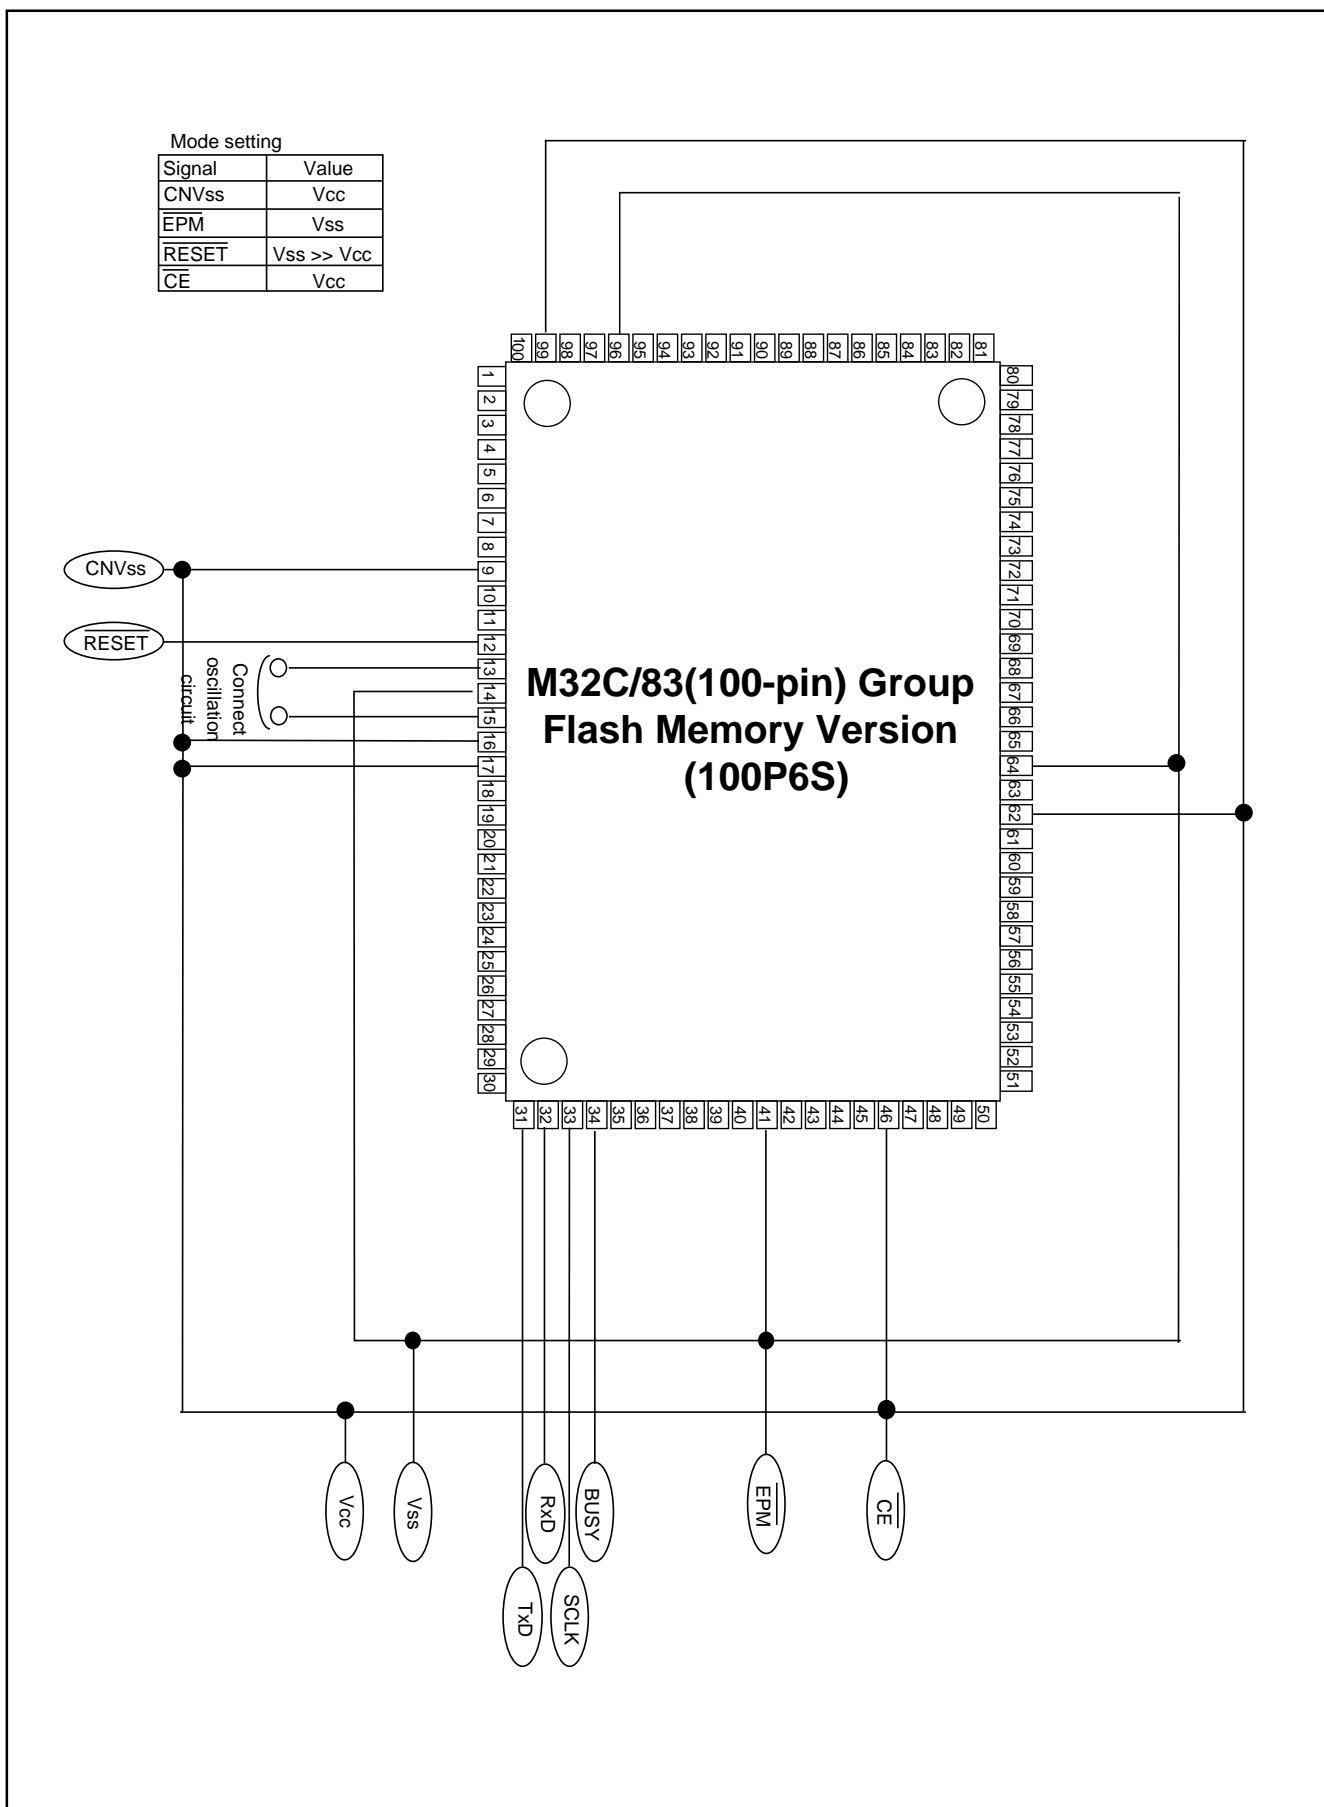 Mode setting
Signal Value
CNVss Vcc
EPM Vss
RESET Vss >> Vcc
CE Vcc
100 99 98 97 96 95 94 93 92 91 90 89 88 87 86 85 84 83 82 81
1
2
3
4
5
6
7
8
9
10
11
12
13
14
15
16
17
18
19
20
21
22
23
24
25
26
27
28
29
30
80
79
78
77
76
75
74
73
72
71
70
69
68
67
66
65
64
63
62
61
60
59
58
57
56
55
54
53
52
51
CNVss
RESET
Connect
oscillation
circuit
M32C/83(100-pin) Group
Flash Memory Version
(100P6S)
31 32 33 34 35 36 37 38 39 40 41 42 43 44 45 46 47 48 49 50
Vcc
Vss
RxD
BUSY
EPM
CE
TxD
SCLK